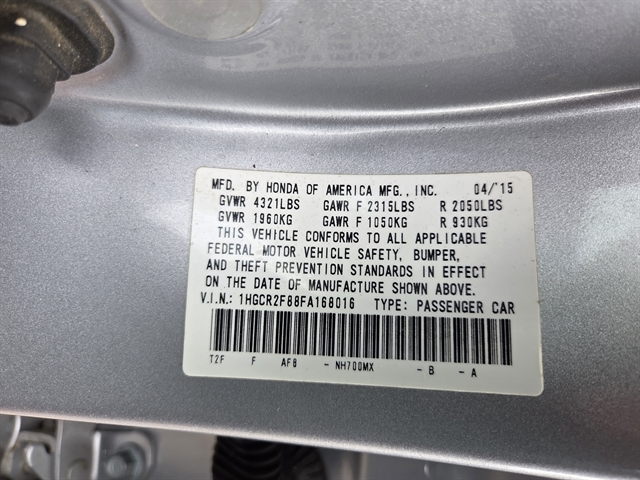 MFD. BY HONDA OF AMERICA MFG., INC. 04/'15
GVWR 4321LBS GAWR F 2315LBS R 2050LBS
GVWR 1960KG GAWR F 1050KG R 930KG
THIS VEHICLE CONFORMS TO ALL APPLICABLE
FEDERAL MOTOR VEHICLE SAFETY, BUMPER,
AND THEFT PREVENTION STANDARDS IN EFFECT
ON THE DATE OF MANUFACTURE SHOWN ABOVE.
V.I.N.: 1HGCR2F88FA168016 TYPE: PASSENGER CAR
T2F F AF8 - NH700MX - B - A